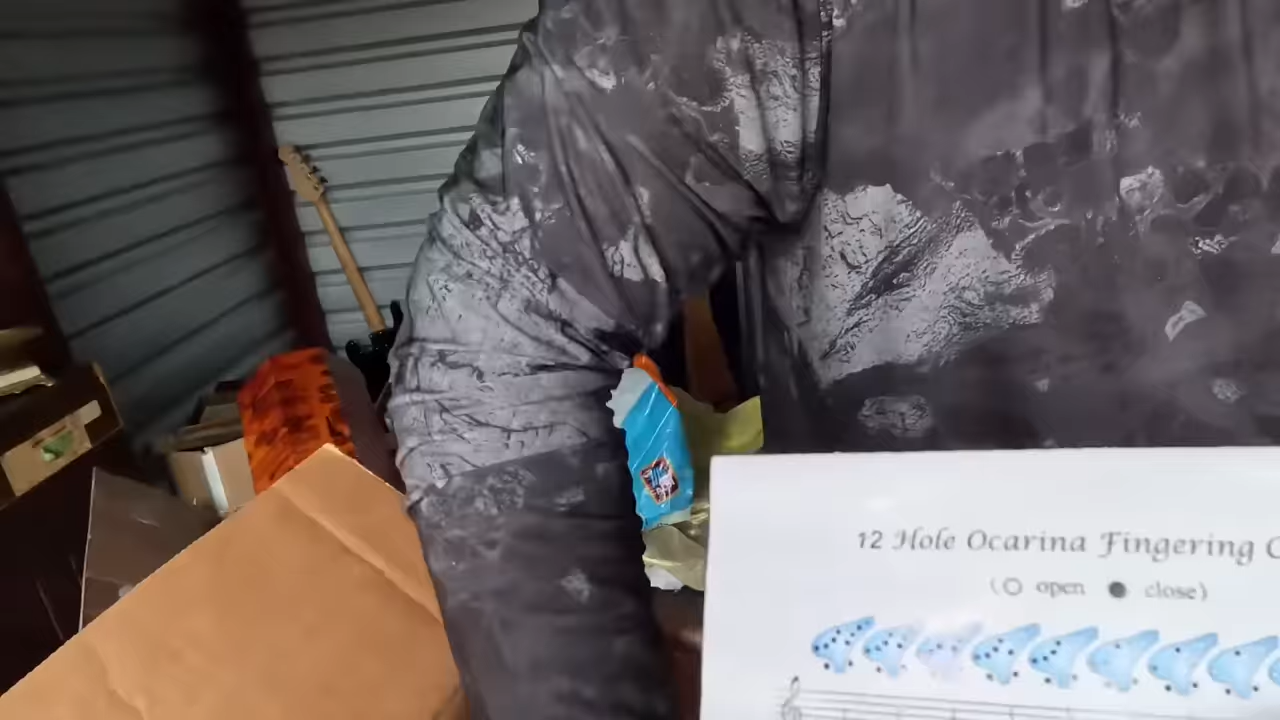 12 Hole Ocarina Fingering C
(○ open ● close)